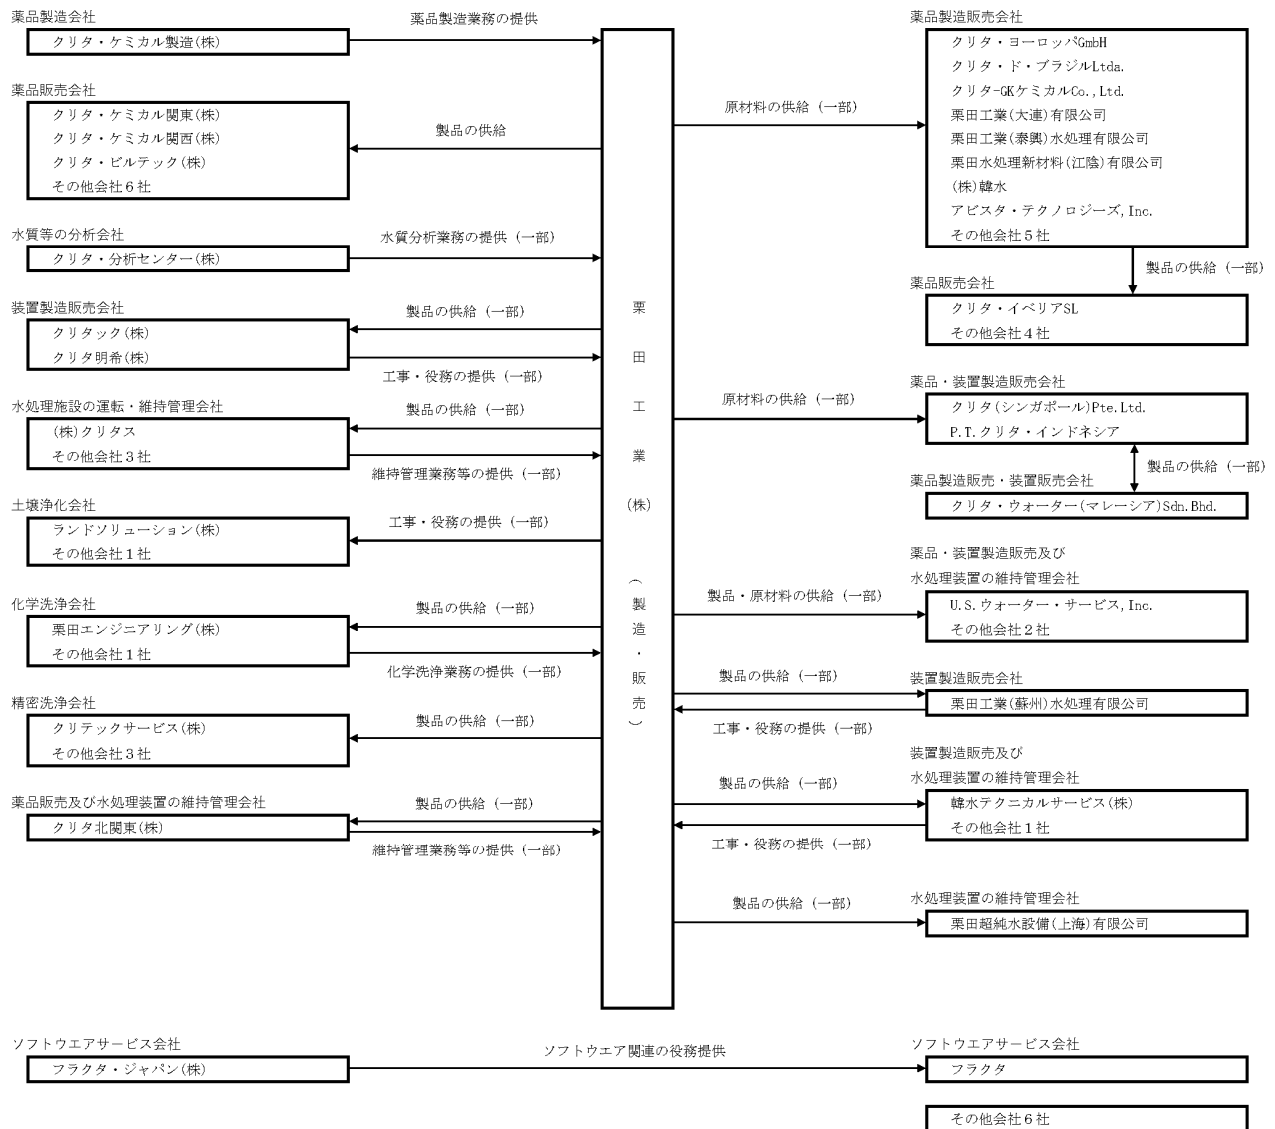 薬品製造会社
クリタ・ケミカル製造(株)
薬品製造業務の提供
薬品販売会社
クリタ・ケミカル関東(株)
クリタ・ケミカル関西(株)
クリタ・ビルテック(株)
その他会社6社
製品の供給
水質等の分析会社
クリタ・分析センター(株)
水質分析業務の提供 (一部)
装置製造販売会社
クリタック(株)
クリタ明希(株)
製品の供給 (一部)
工事・役務の提供 (一部)
水処理施設の運転・維持管理会社
(株)クリタス
その他会社3社
製品の供給 (一部)
維持管理業務等の提供 (一部)
土壌浄化会社
ランドソリューション(株)
その他会社1社
工事・役務の提供 (一部)
化学洗浄会社
栗田エンジニアリング(株)
その他会社1社
製品の供給 (一部)
化学洗浄業務の提供 (一部)
精密洗浄会社
クリテックサービス(株)
その他会社3社
製品の供給 (一部)
薬品販売及び水処理装置の維持管理会社
クリタ北関東(株)
製品の供給 (一部)
維持管理業務等の提供 (一部)
栗田工業(株) (製造・販売)
薬品製造販売会社
クリタ・ヨーロッパGmbH
クリタ・ド・ブラジルLtda.
クリタ-GKケミカルCo.,Ltd.
栗田工業(大連)有限公司
栗田工業(泰興)水処理有限公司
栗田水処理新材料(江陰)有限公司
(株)韓水
アビスタ・テクノロジーズ,Inc.
その他会社5社
原材料の供給 (一部)
製品の供給 (一部)
薬品販売会社
クリタ・イベリアSL
その他会社4社
薬品・装置製造販売会社
クリタ(シンガポール)Pte.Ltd.
P.T.クリタ・インドネシア
原材料の供給 (一部)
製品の供給 (一部)
薬品製造販売・装置販売会社
クリタ・ウォーター(マレーシア)Sdn.Bhd.
薬品・装置製造販売及び
水処理装置の維持管理会社
U.S.ウォーター・サービス,Inc.
その他会社2社
製品・原材料の供給 (一部)
装置製造販売会社
栗田工業(蘇州)水処理有限公司
製品の供給 (一部)
工事・役務の提供 (一部)
装置製造販売及び
水処理装置の維持管理会社
韓水テクニカルサービス(株)
その他会社1社
製品の供給 (一部)
工事・役務の提供 (一部)
水処理装置の維持管理会社
栗田超純水設備(上海)有限公司
製品の供給 (一部)
ソフトウエアサービス会社
フラクタ・ジャパン(株)
ソフトウエア関連の役務提供
ソフトウエアサービス会社
フラクタ
その他会社6社